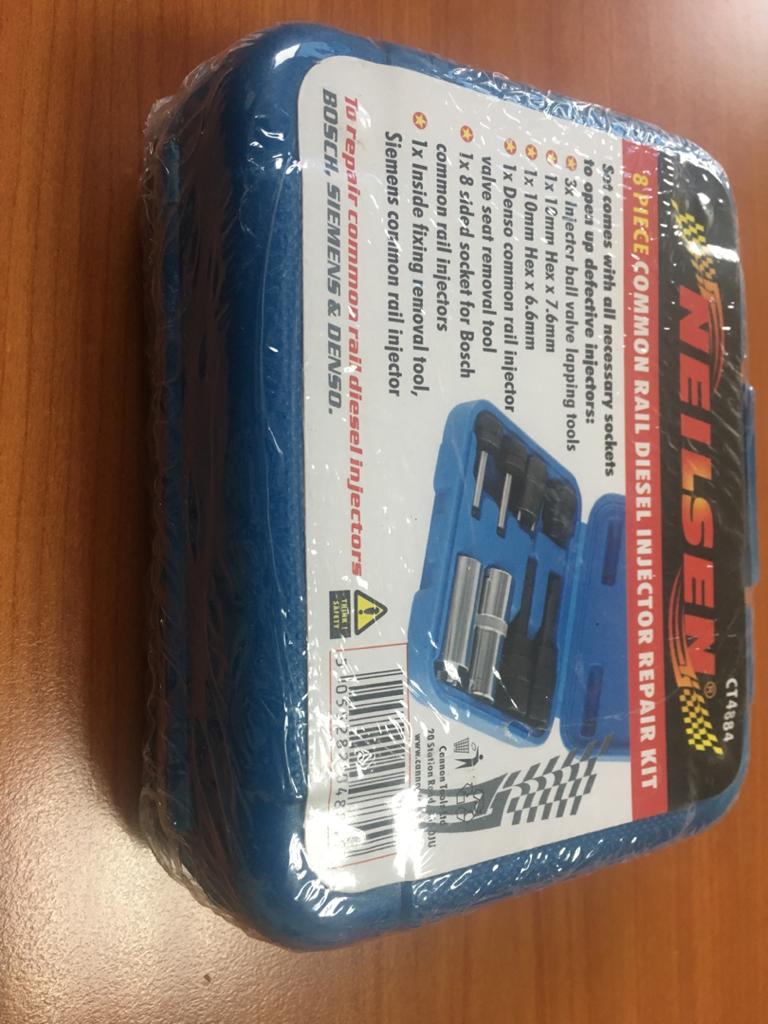 NEILSEN®
CT4884
8 PIECE COMMON RAIL DIESEL INJECTOR REPAIR KIT
Set comes with all necessary sockets
to open up defective injectors:
3x Injector ball valve lapping tools
1x 10mm Hex x 7.6mm
1x 10mm Hex x 6.6mm
1x Denso common rail injector
valve seat removal tool
1x 8 sided socket for Bosch
common rail injectors
1x Inside fixing removal tool,
Siemens common rail injector
To repair common rail diesel injectors
BOSCH, SIEMENS & DENSO.
THINK!
SAFETY
Cannon Tools
20 Station Road